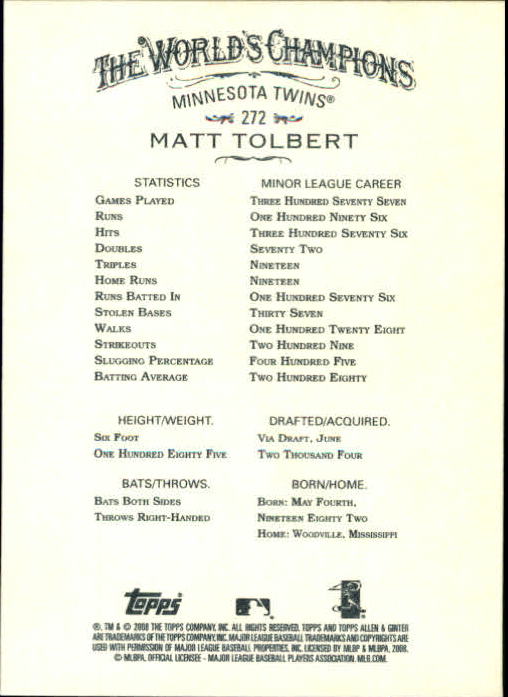 THE WORLD'S CHAMPIONS
MINNESOTA TWINS®
272
MATT TOLBERT
STATISTICS MINOR LEAGUE CAREER
GAMES PLAYED THREE HUNDRED SEVENTY SEVEN
RUNS ONE HUNDRED NINETY SIX
HITS THREE HUNDRED SEVENTY SIX
DOUBLES SEVENTY TWO
TRIPLES NINETEEN
HOME RUNS NINETEEN
RUNS BATTED IN ONE HUNDRED SEVENTY SIX
STOLEN BASES THIRTY SEVEN
WALKS ONE HUNDRED TWENTY EIGHT
STRIKEOUTS TWO HUNDRED NINE
SLUGGING PERCENTAGE FOUR HUNDRED FIVE
BATTING AVERAGE TWO HUNDRED EIGHTY
HEIGHT/WEIGHT. DRAFTED/ACQUIRED.
SIX FOOT VIA DRAFT, JUNE
ONE HUNDRED EIGHTY FIVE TWO THOUSAND FOUR
BATS/THROWS. BORN/HOME.
BATS BOTH SIDES BORN: MAY FOURTH,
THROWS RIGHT-HANDED NINETEEN EIGHTY TWO
HOME: WOODVILLE, MISSISSIPPI
Topps
®, TM & © 2008 THE TOPPS COMPANY, INC. ALL RIGHTS RESERVED. TOPPS AND TOPPS ALLEN & GINTER
ARE TRADEMARKS OF THE TOPPS COMPANY, INC. MAJOR LEAGUE BASEBALL TRADEMARKS AND COPYRIGHTS ARE
USED WITH PERMISSION OF MAJOR LEAGUE BASEBALL PROPERTIES, INC. LICENSED BY MLBP & MLBPA, 2008.
© MLBPA, OFFICIAL LICENSEE - MAJOR LEAGUE BASEBALL PLAYERS ASSOCIATION. MLB.COM.